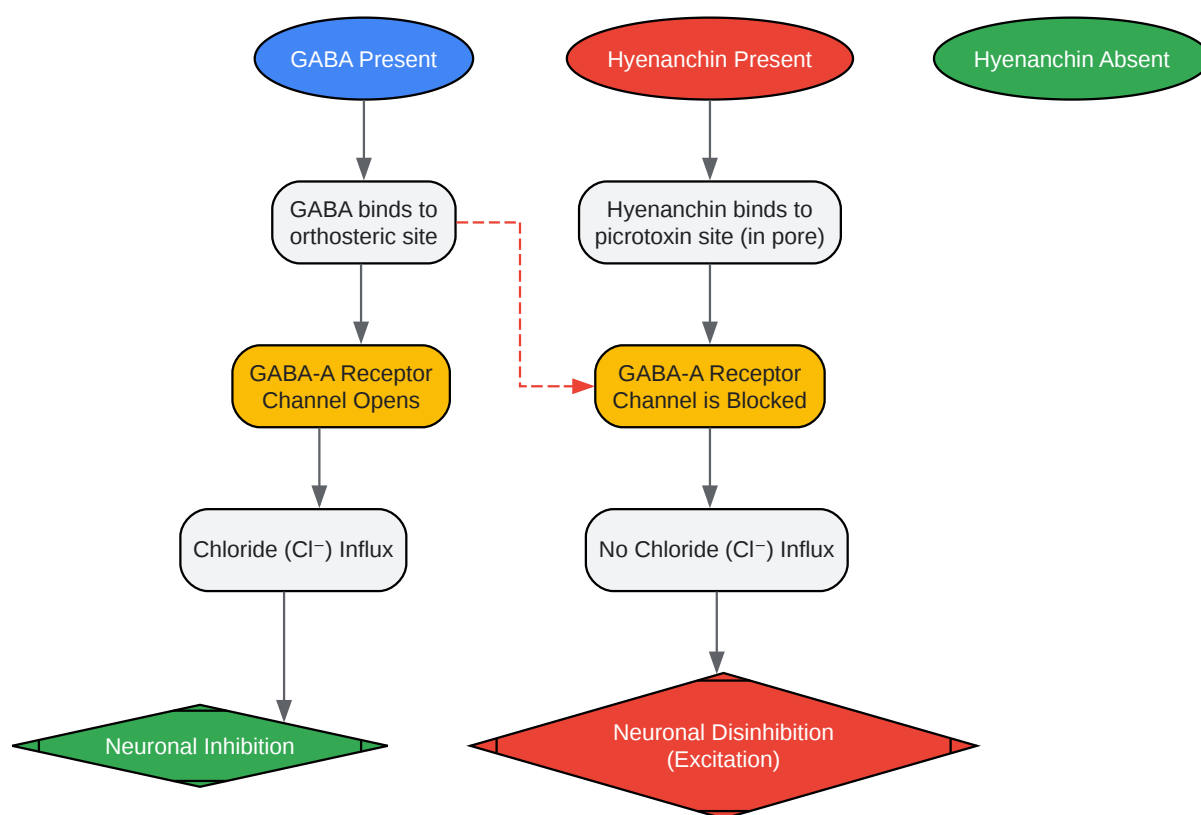 GABA Present
Hyenanchin Present
Hyenanchin Absent
GABA binds to
orthosteric site
Hyenanchin binds to
picrotoxin site (in pore)
GABA-A Receptor
Channel Opens
GABA-A Receptor
Channel is Blocked
Chloride (Cl⁻) Influx
No Chloride (Cl⁻) Influx
Neuronal Inhibition
Neuronal Disinhibition
(Excitation)